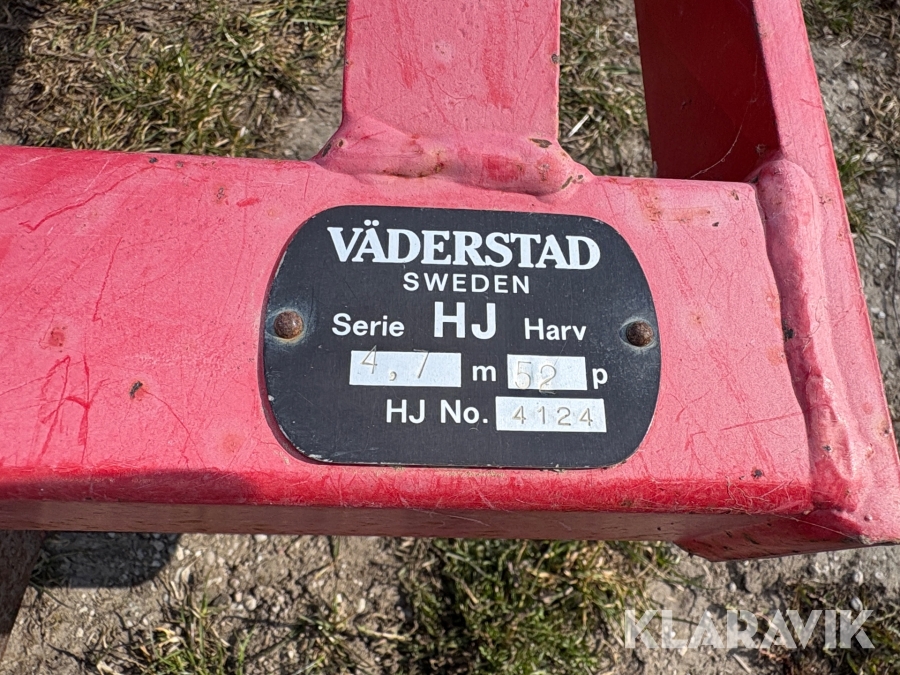 VÄDERSTAD
SWEDEN
Serie HJ Harv
4,7 m 52 p
HJ No. 4124
KLARAVIK